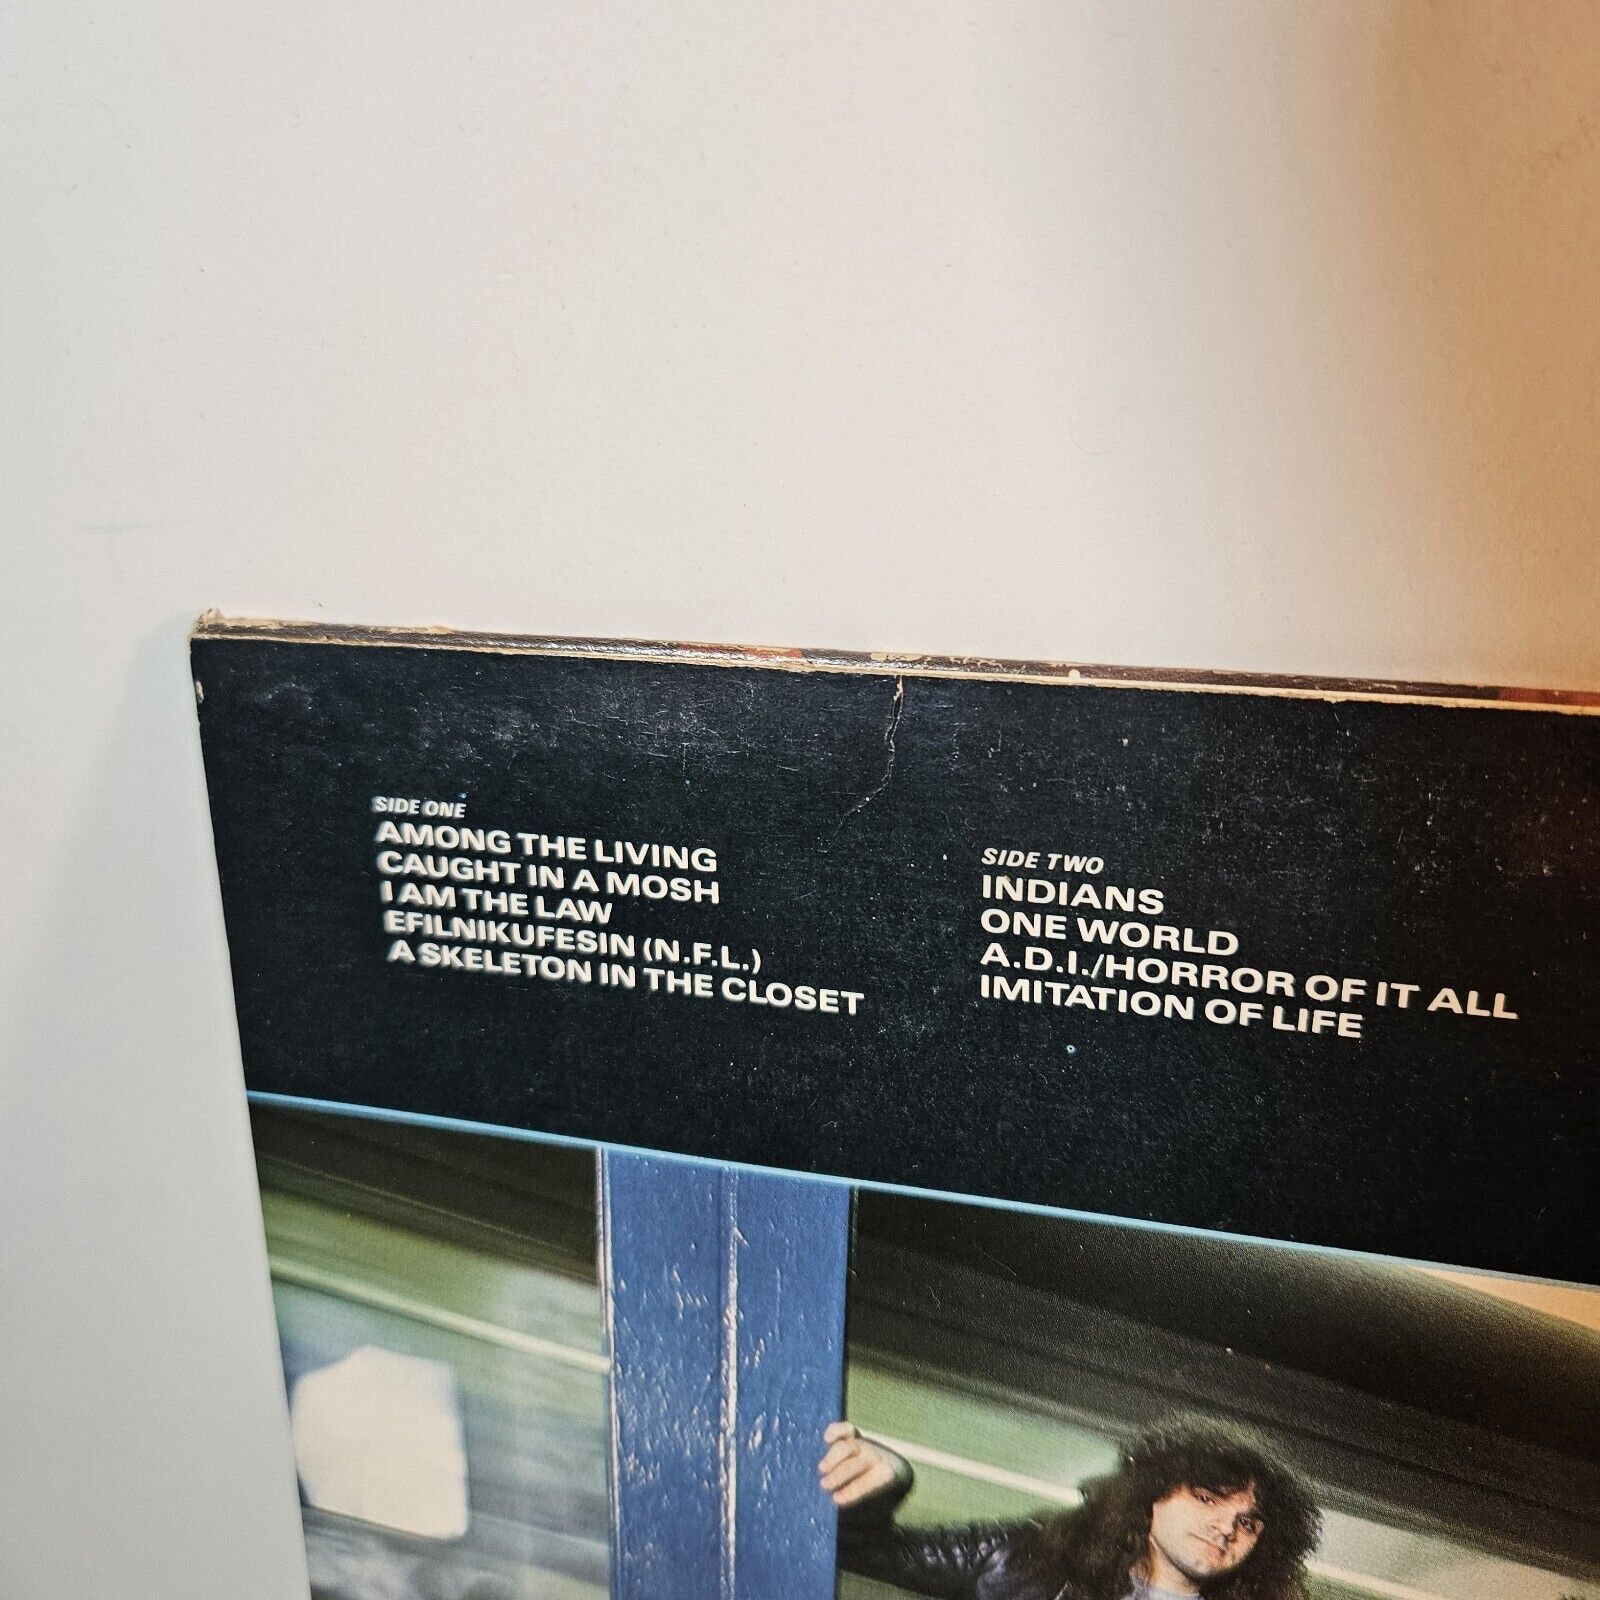 SIDE ONE
AMONG THE LIVING
CAUGHT IN A MOSH
I AM THE LAW
EFILNIKUFESIN (N.F.L.)
A SKELETON IN THE CLOSET
SIDE TWO
INDIANS
ONE WORLD
A.D.I./HORROR OF IT ALL
IMITATION OF LIFE